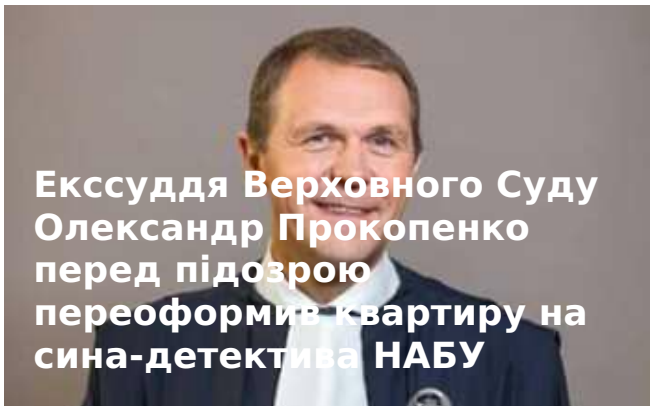 Екссуддя Верховного Суду
Олександр Прокопенко
перед підозрою
переоформив квартиру на
сина-детектива НАБУ